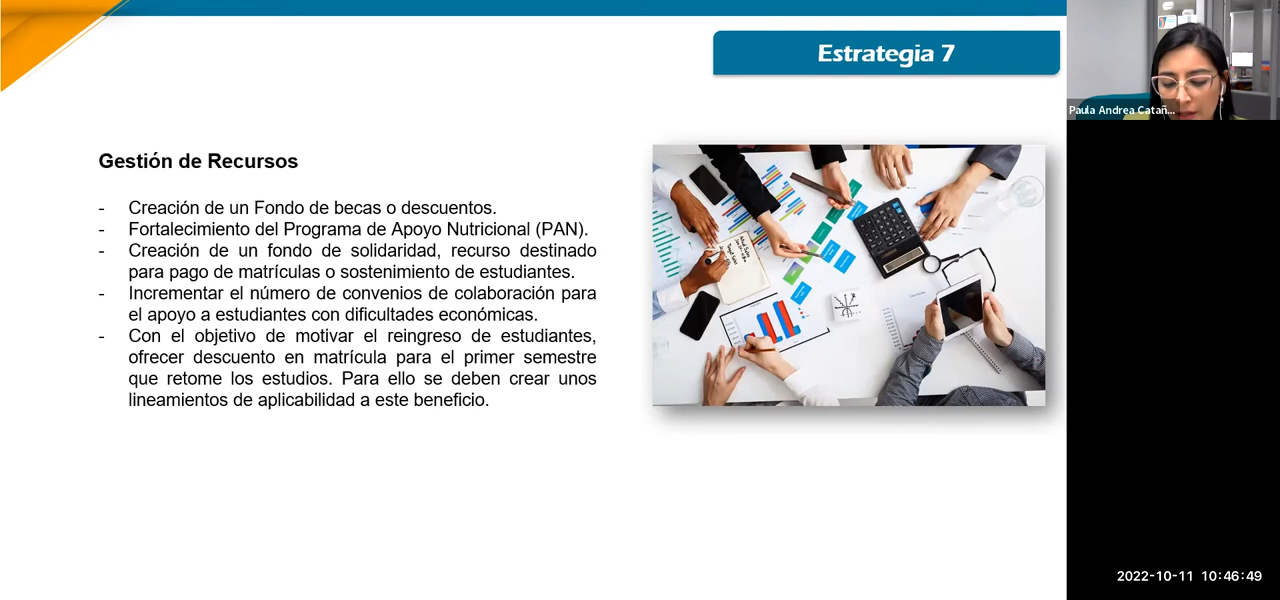 Estrategia 7
Paula Andrea Catañ...
Gestión de Recursos
- Creación de un Fondo de becas o descuentos.
- Fortalecimiento del Programa de Apoyo Nutricional (PAN).
- Creación de un fondo de solidaridad, recurso destinado
para pago de matrículas o sostenimiento de estudiantes.
- Incrementar el número de convenios de colaboración para
el apoyo a estudiantes con dificultades económicas.
- Con el objetivo de motivar el reingreso de estudiantes,
ofrecer descuento en matrícula para el primer semestre
que retome los estudios. Para ello se deben crear unos
lineamientos de aplicabilidad a este beneficio.
2022-10-11 10:46:49